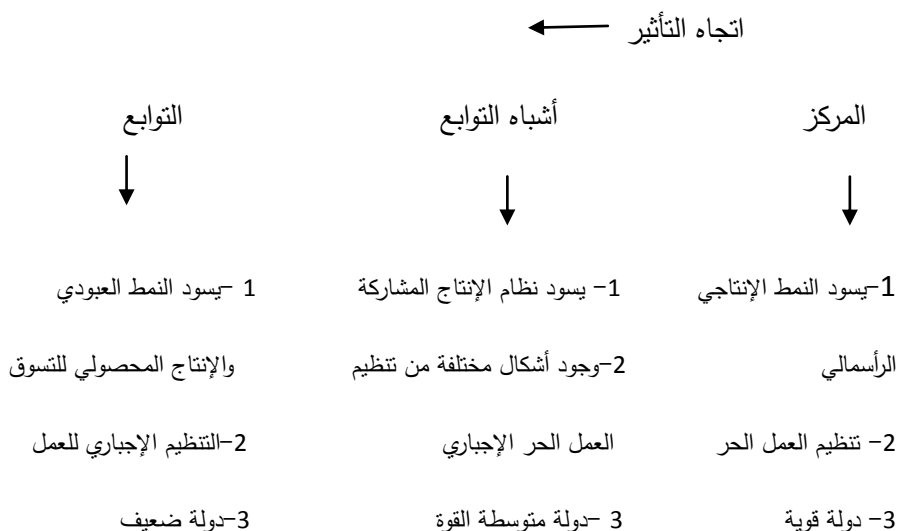 اتجاه التأثير
المركز
أشباه التوابع
التوابع
1-يسود النمط الإنتاجي
الرأسمالي
2- تنظيم العمل الحر
3- دولة قوية
1- يسود نظام الإنتاج المشاركة
2-وجود أشكال مختلفة من تنظيم
العمل الحر الإجباري
3 -دولة متوسطة القوة
1 -يسود النمط العبودي
والإنتاج المحصولي للتسوق
2-التنظيم الإجباري للعمل
3-دولة ضعيف